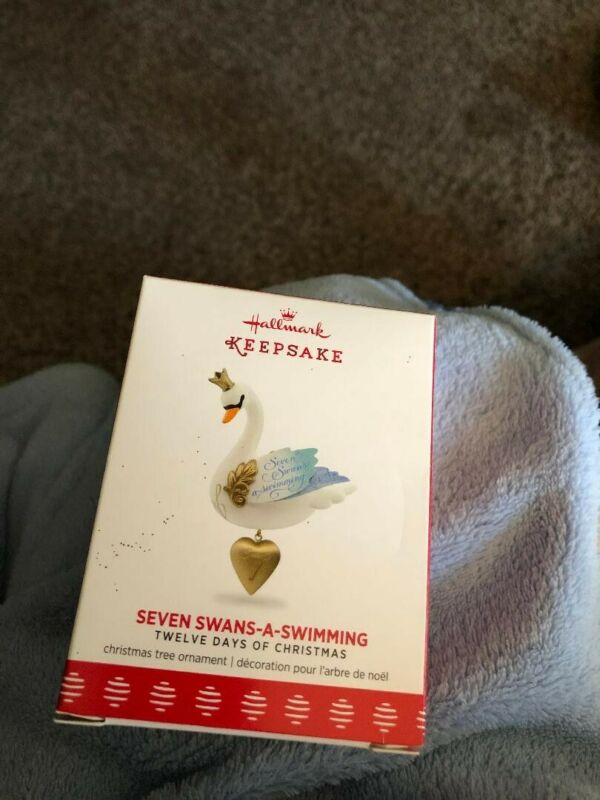 Hallmark
KEEPSAKE
Seven
Swans
a-swimming
7
SEVEN SWANS-A-SWIMMING
TWELVE DAYS OF CHRISTMAS
christmas tree ornament | décoration pour l'arbre de noël